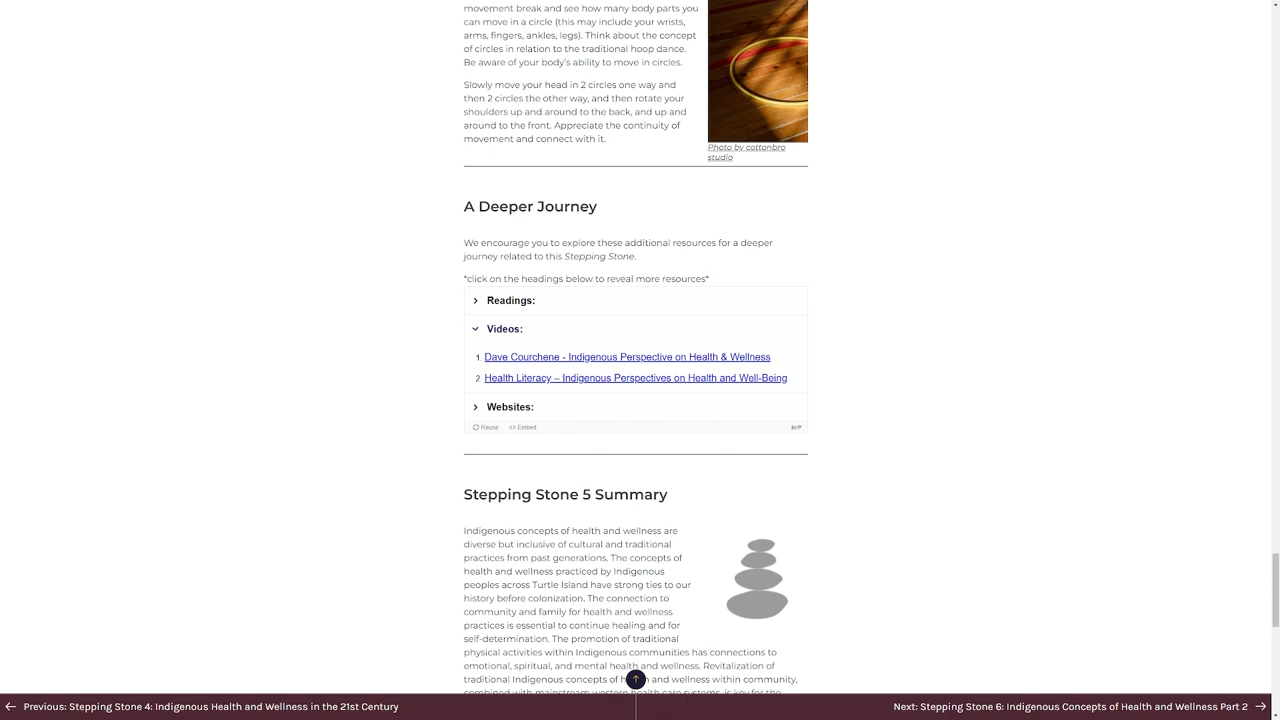 movement break and see how many body parts you
can move in a circle (this may include your wrists,
arms, fingers, ankles, legs). Think about the concept
of circles in relation to the traditional hoop dance.
Be aware of your body's ability to move in circles.
Slowly move your head in 2 circles one way and
then 2 circles the other way, and then rotate your
shoulders up and around to the back, and up and
around to the front. Appreciate the continuity of
movement and connect with it.
Photo by cottonbro
studio
A Deeper Journey
We encourage you to explore these additional resources for a deeper
journey related to this Stepping Stone.
*click on the headings below to reveal more resources*
Readings:
Videos:
1. Dave Courchene - Indigenous Perspective on Health & Wellness
2. Health Literacy – Indigenous Perspectives on Health and Well-Being
Websites:
Reuse <> Embed H5P
Stepping Stone 5 Summary
Indigenous concepts of health and wellness are
diverse but inclusive of cultural and traditional
practices from past generations. The concepts of
health and wellness practiced by Indigenous
peoples across Turtle Island have strong ties to our
history before colonization. The connection to
community and family for health and wellness
practices is essential to continue healing and for
self-determination. The promotion of traditional
physical activities within Indigenous communities has connections to
emotional, spiritual, and mental health and wellness. Revitalization of
traditional Indigenous concepts of and wellness within community,
combined with mainstream western health care systems, is key for the
← Previous: Stepping Stone 4: Indigenous Health and Wellness in the 21st Century
Next: Stepping Stone 6: Indigenous Concepts of Health and Wellness Part 2 →